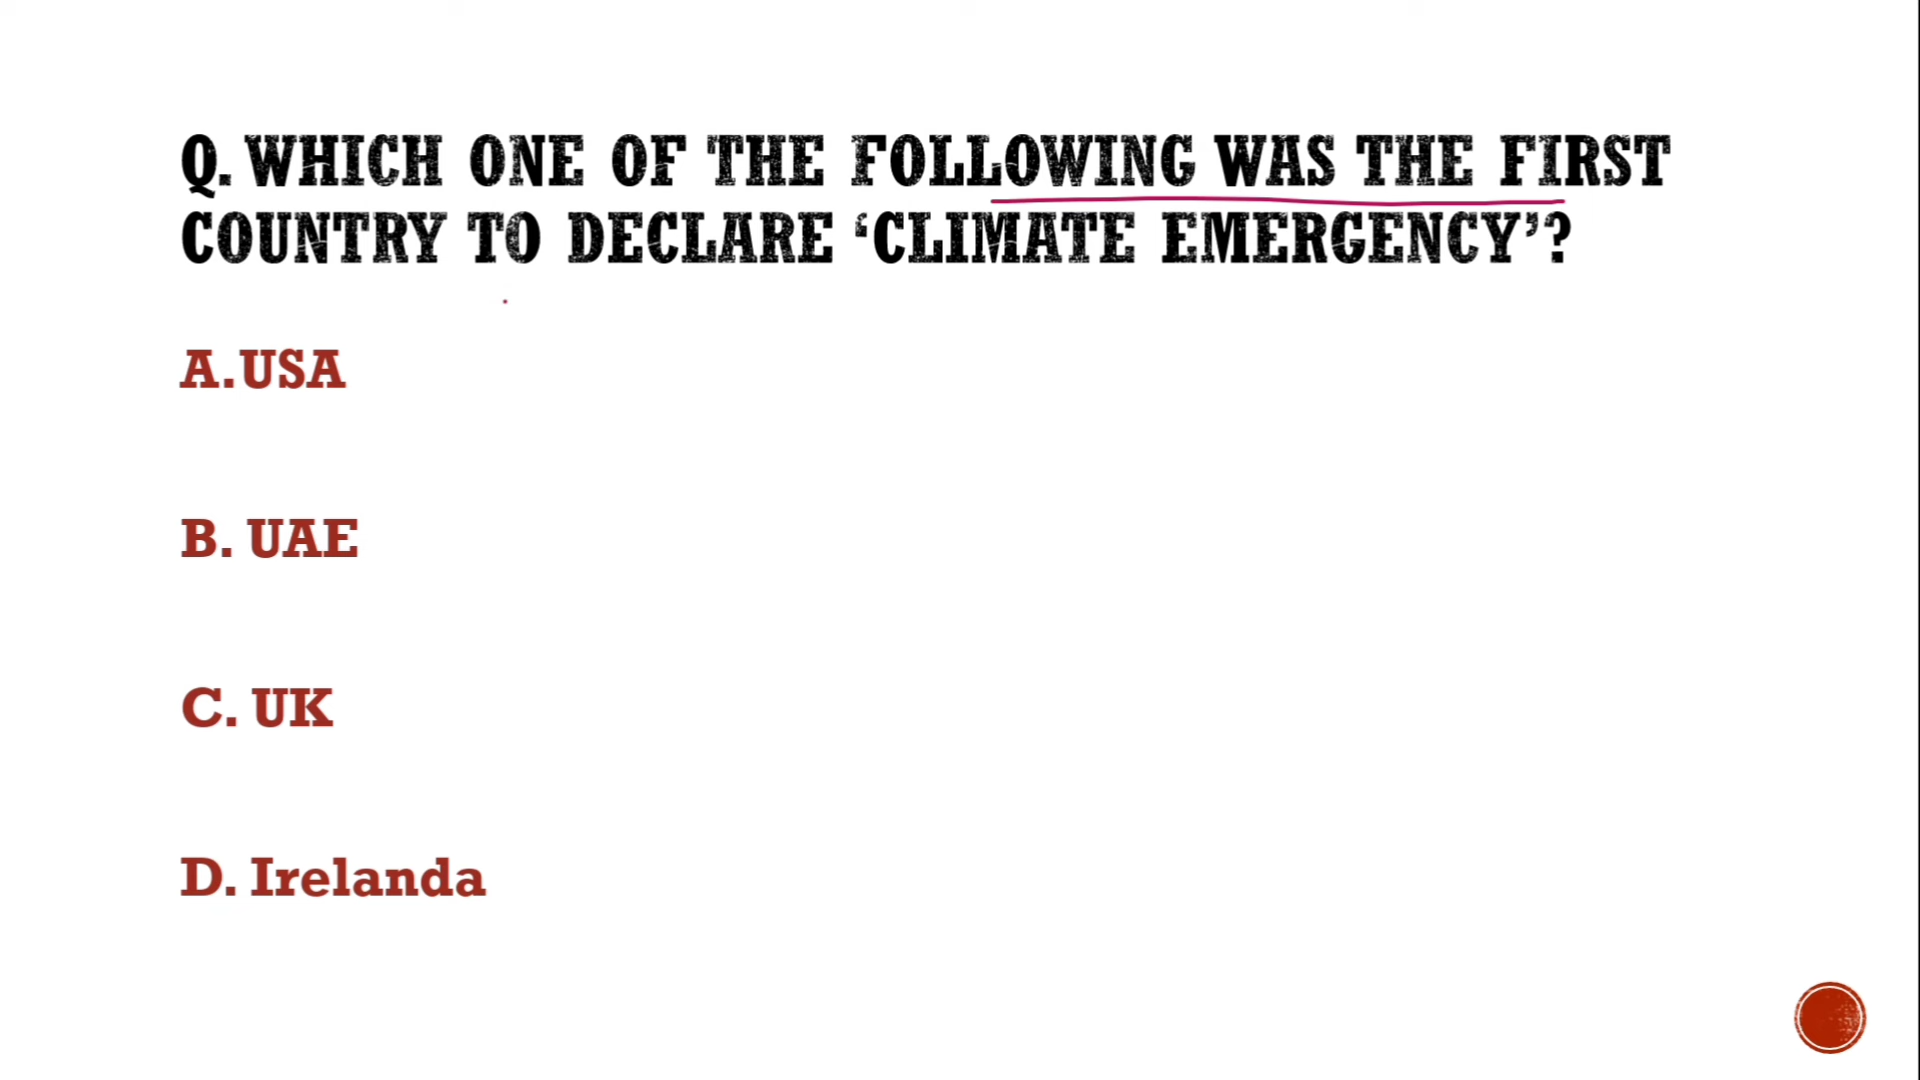 Q. WHICH ONE OF THE FOLLOWING WAS THE FIRST
COUNTRY TO DECLARE ‘CLIMATE EMERGENCY’?
A. USA
B. UAE
C. UK
D. Irelanda